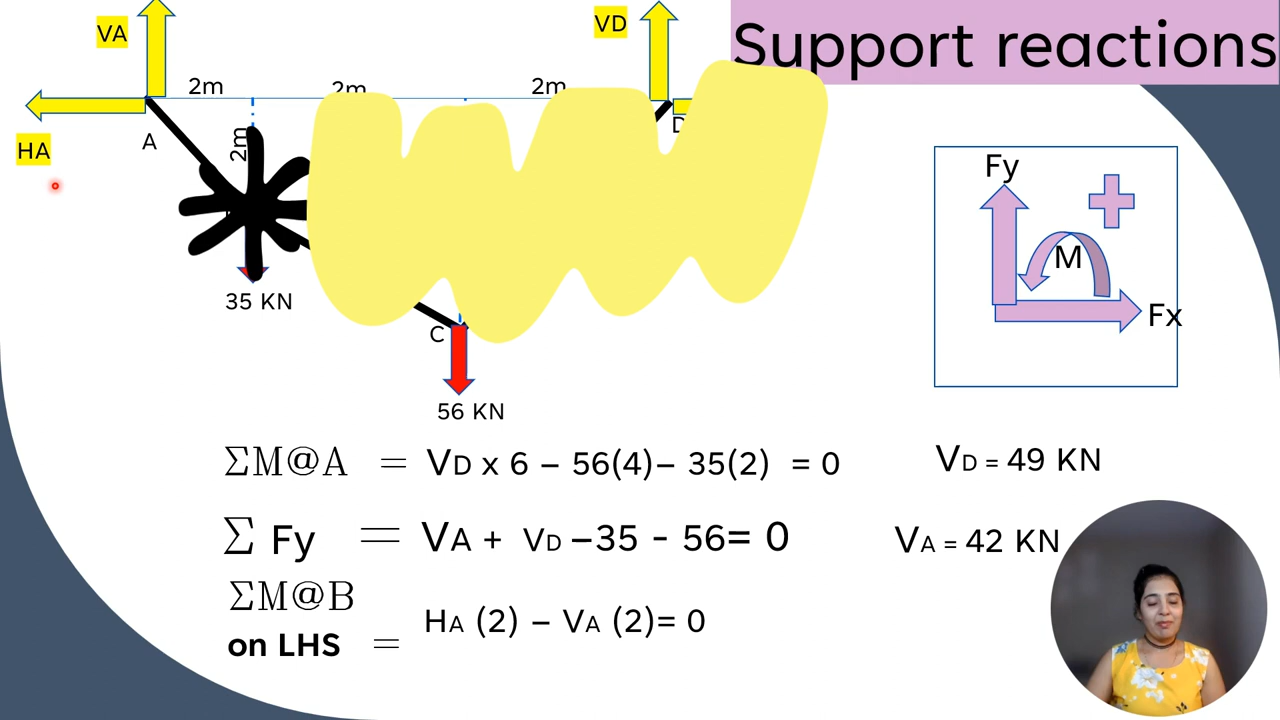 Support reactions
VA
VD
2m
2m
2m
HA
A
2m
D
35 KN
C
56 KN
Fy
M
Fx
ΣM@A = VD x 6 – 56(4)– 35(2) = 0
VD = 49 KN
Σ Fy = VA + VD –35 - 56= 0
VA = 42 KN
ΣM@B
on LHS = HA (2) – VA (2)= 0